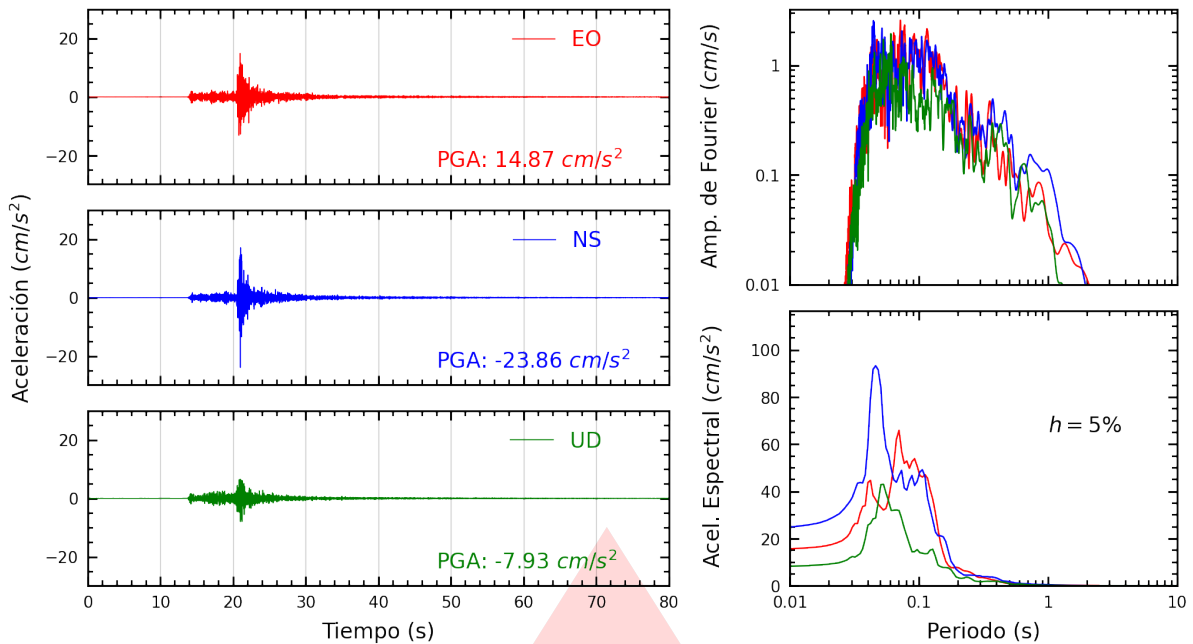 Aceleración (cm/s²)
20
0
−20
EO
PGA: 14.87 cm/s²
20
0
−20
NS
PGA: -23.86 cm/s²
20
0
−20
UD
PGA: -7.93 cm/s²
0 10 20 30 40 50 60 70 80
Tiempo (s)
Amp. de Fourier (cm/s)
1
0.1
0.01
Acel. Espectral (cm/s²)
100
80
60
40
20
0
h = 5%
0.01 0.1 1 10
Periodo (s)